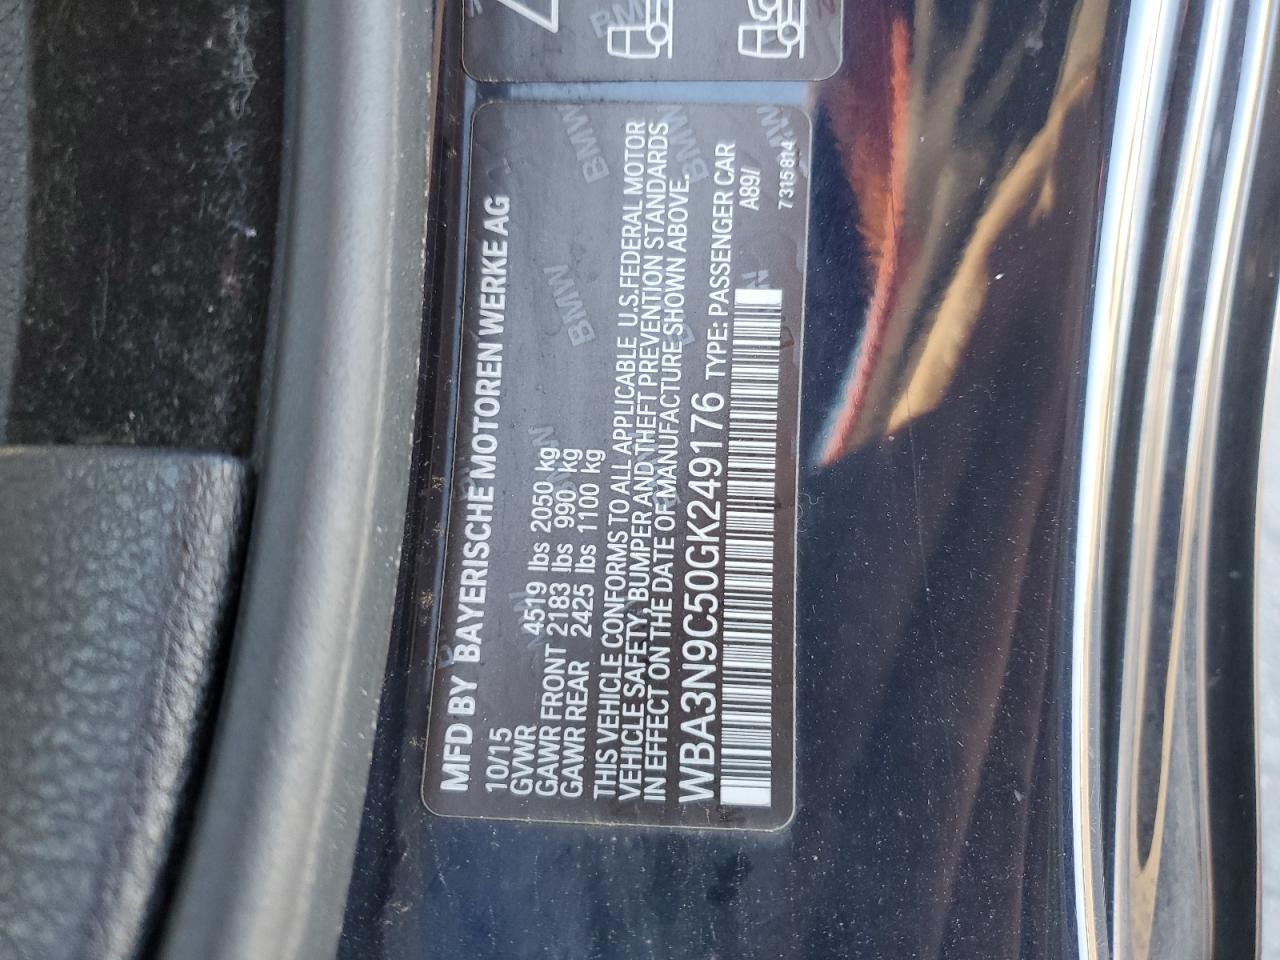 MFD BY BAYERISCHE MOTOREN WERKE AG
10/15
GVWR 4519 lbs 2050 kg
GAWR FRONT 2183 lbs 990 kg
GAWR REAR 2425 lbs 1100 kg
THIS VEHICLE CONFORMS TO ALL APPLICABLE U.S.FEDERAL MOTOR
VEHICLE SAFETY, BUMPER AND THEFT PREVENTION STANDARDS
IN EFFECT ON THE DATE OF MANUFACTURE SHOWN ABOVE.
WBA3N9C50GK249176 TYPE: PASSENGER CAR
A89/
7 315 814